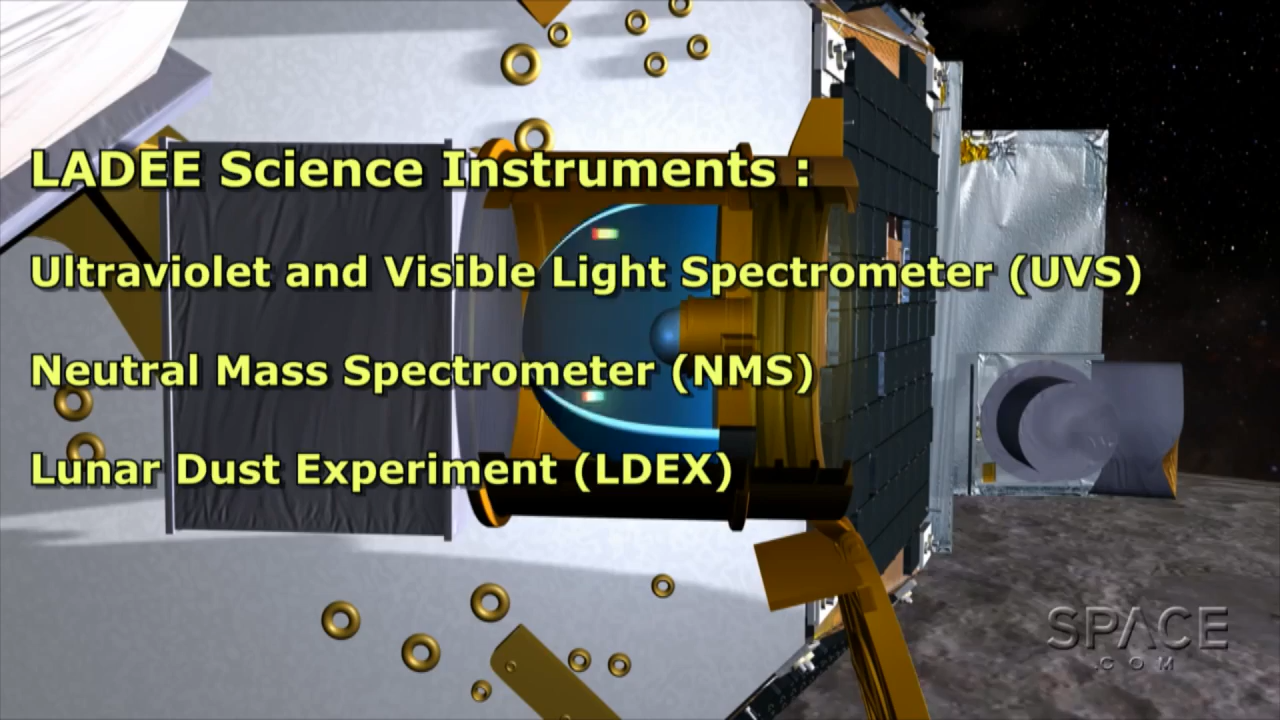 LADEE Science Instruments :
Ultraviolet and Visible Light Spectrometer (UVS)
Neutral Mass Spectrometer (NMS)
Lunar Dust Experiment (LDEX)
SPACE
.COM